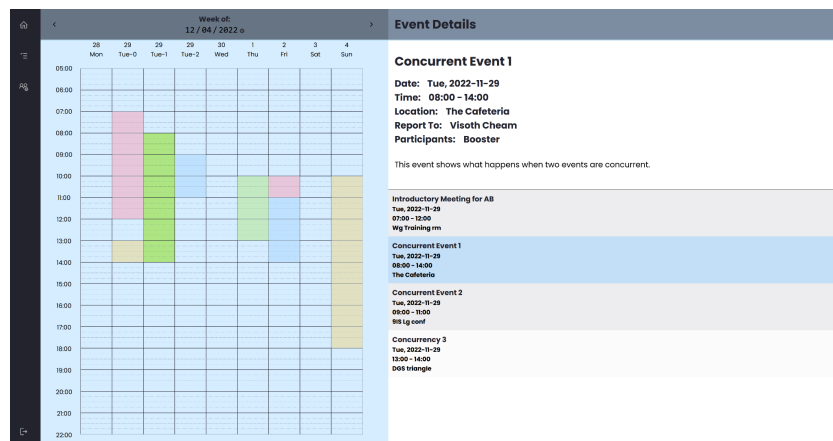 Week of:
12/04/2022
28 29 29 29 30 1 2 3 4
Mon Tue-0 Tue-1 Tue-2 Wed Thu Fri Sat Sun
05:00
06:00
07:00
08:00
09:00
10:00
11:00
12:00
13:00
14:00
15:00
16:00
17:00
18:00
19:00
20:00
21:00
22:00
Event Details
Concurrent Event 1
Date: Tue, 2022-11-29
Time: 08:00 - 14:00
Location: The Cafeteria
Report To: Visoth Cheam
Participants: Booster
This event shows what happens when two events are concurrent.
Introductory Meeting for AB
Tue, 2022-11-29
07:00 - 12:00
Wg Training rm
Concurrent Event 1
Tue, 2022-11-29
08:00 - 14:00
The Cafeteria
Concurrent Event 2
Tue, 2022-11-29
09:00 - 11:00
9IS Lg conf
Concurrency 3
Tue, 2022-11-29
13:00 - 14:00
DGS triangle